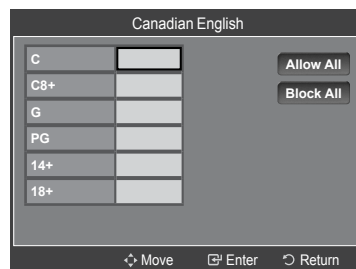 Canadian English
C
Allow All
C8+
Block All
G
PG
14+
18+
Move Enter Return